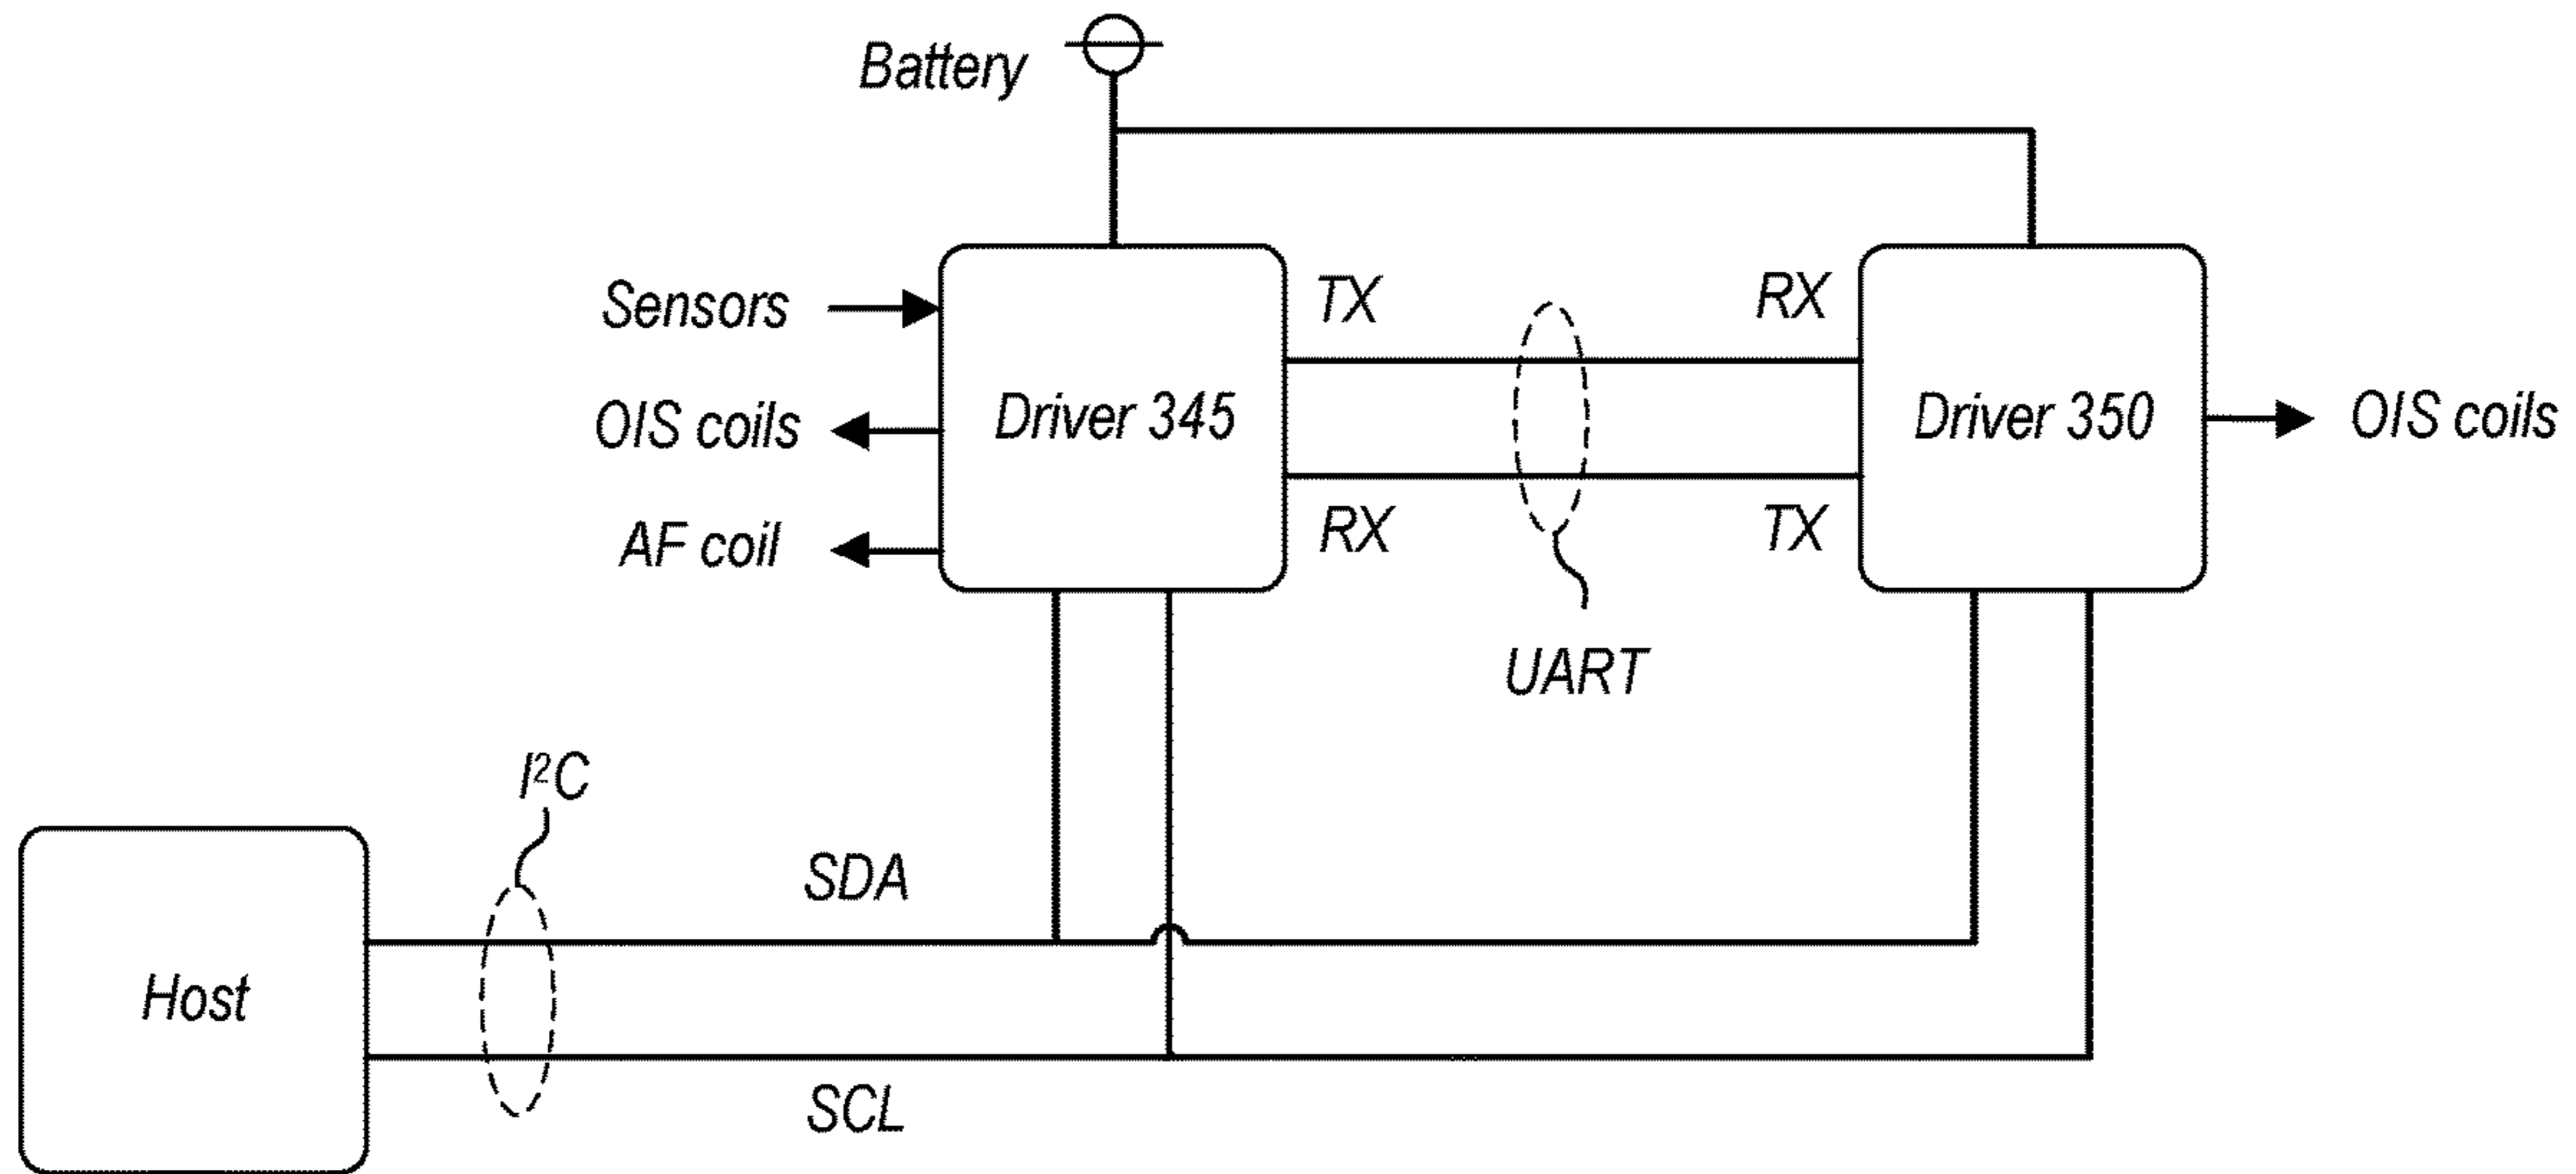 Battery
Sensors
OIS coils
AF coil
Driver 345
TX
RX
RX
TX
UART
Driver 350
OIS coils
I²C
SDA
SCL
Host